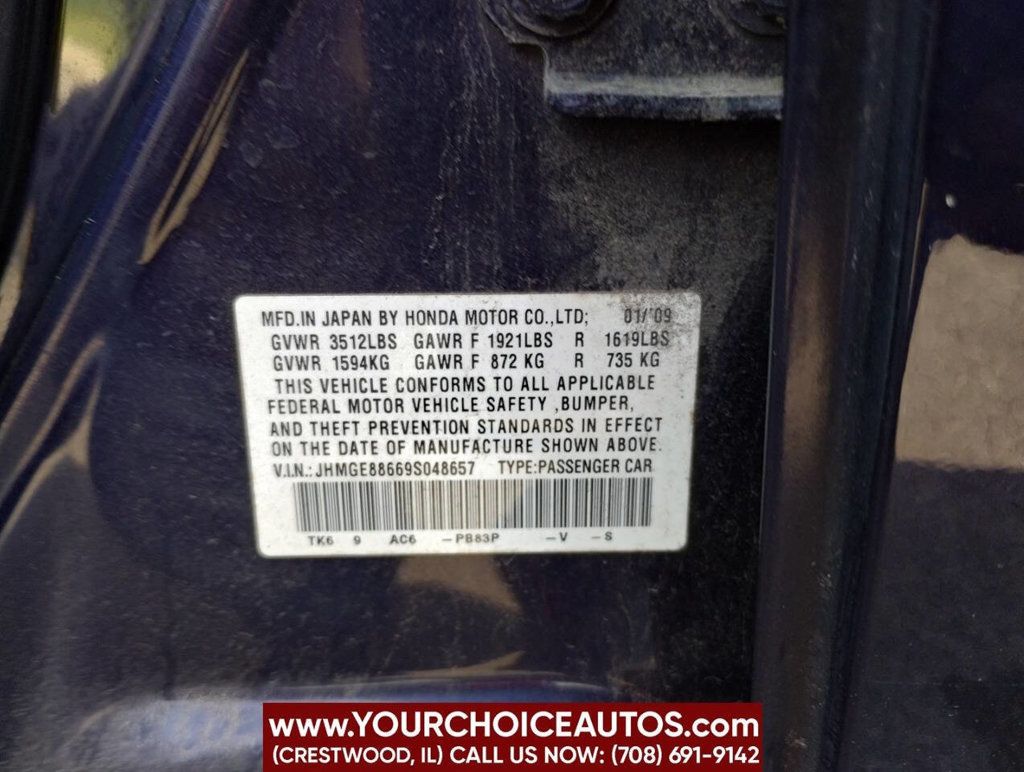 MFD.IN JAPAN BY HONDA MOTOR CO.,LTD; 01/'09
GVWR 3512LBS GAWR F 1921LBS R 1619LBS
GVWR 1594KG GAWR F 872 KG R 735 KG
THIS VEHICLE CONFORMS TO ALL APPLICABLE
FEDERAL MOTOR VEHICLE SAFETY ,BUMPER,
AND THEFT PREVENTION STANDARDS IN EFFECT
ON THE DATE OF MANUFACTURE SHOWN ABOVE.
V.I.N.:JHMGE88669S048657 TYPE:PASSENGER CAR
TK6 9 AC6 -PB83P -V -S
www.YOURCHOICEAUTOS.com
(CRESTWOOD, IL) CALL US NOW: (708) 691-9142